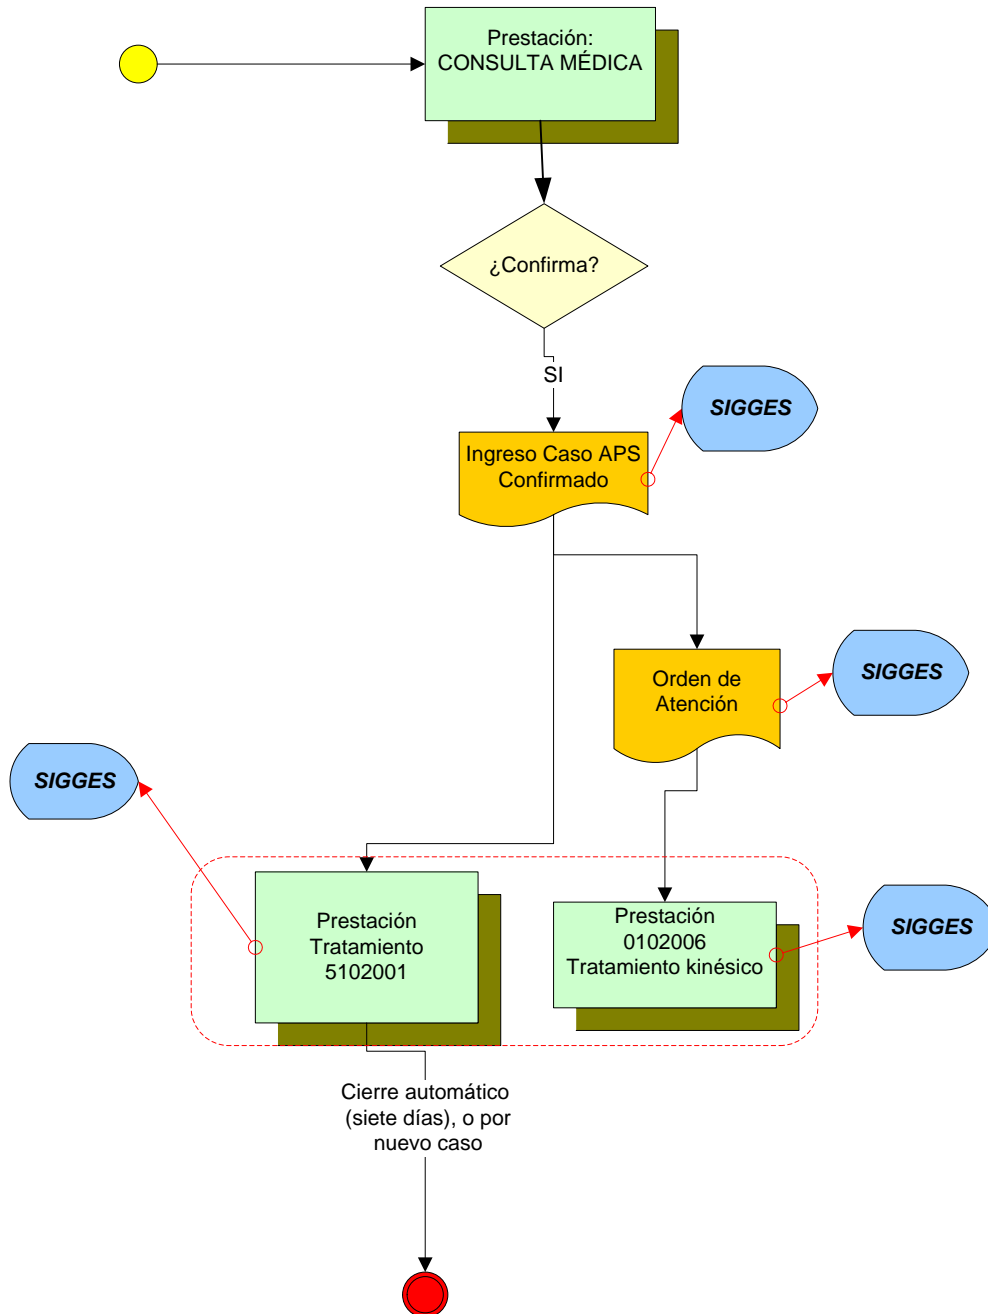 Prestación:
CONSULTA MÉDICA
¿Confirma?
SI
SIGGES
Ingreso Caso APS
Confirmado
Orden de
Atención
SIGGES
SIGGES
Prestación
Tratamiento
5102001
Prestación
0102006
Tratamiento kinésico
SIGGES
Cierre automático
(siete días), o por
nuevo caso